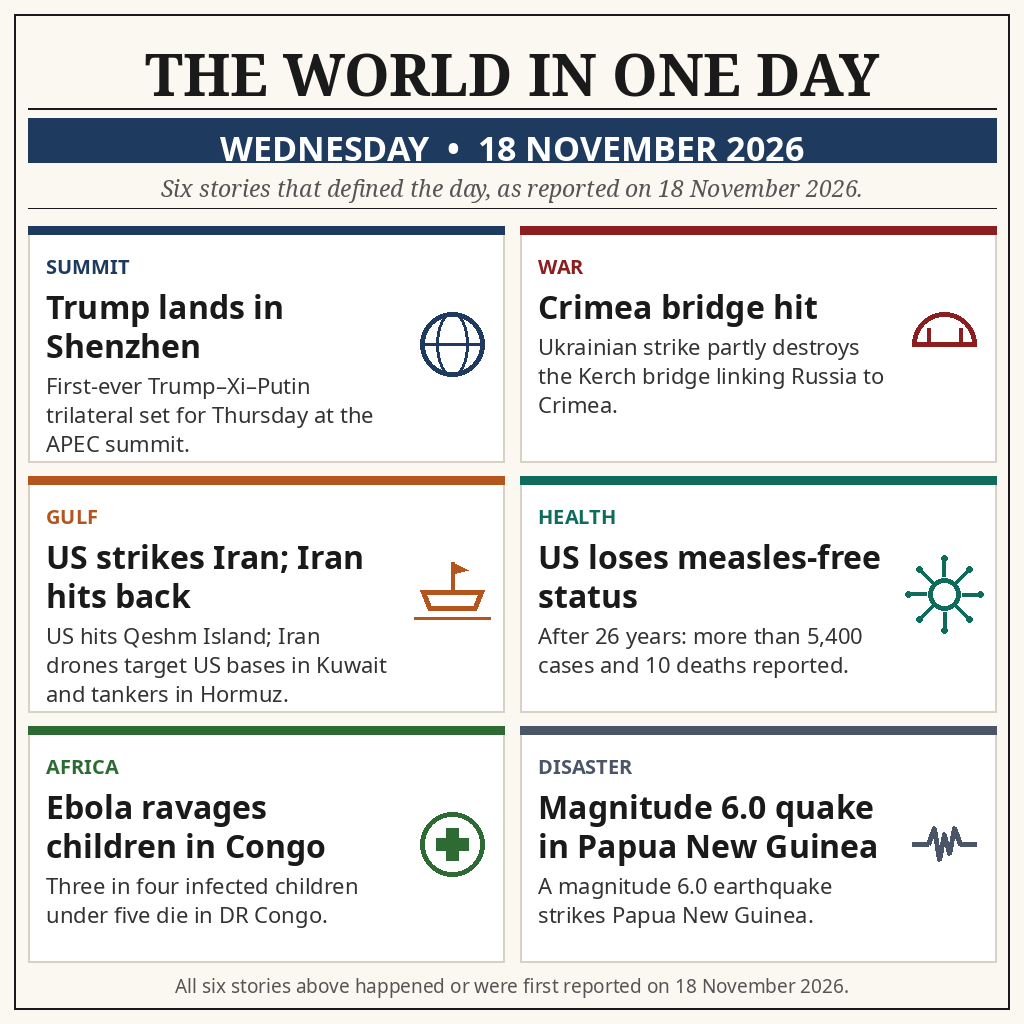 THE WORLD IN ONE DAY
WEDNESDAY • 18 NOVEMBER 2026
Six stories that defined the day, as reported on 18 November 2026.
SUMMIT
Trump lands in
Shenzhen
First-ever Trump–Xi–Putin
trilateral set for Thursday at the
APEC summit.
WAR
Crimea bridge hit
Ukrainian strike partly destroys
the Kerch bridge linking Russia to
Crimea.
GULF
US strikes Iran; Iran
hits back
US hits Qeshm Island; Iran
drones target US bases in Kuwait
and tankers in Hormuz.
HEALTH
US loses measles-free
status
After 26 years: more than 5,400
cases and 10 deaths reported.
AFRICA
Ebola ravages
children in Congo
Three in four infected children
under five die in DR Congo.
DISASTER
Magnitude 6.0 quake
in Papua New Guinea
A magnitude 6.0 earthquake
strikes Papua New Guinea.
All six stories above happened or were first reported on 18 November 2026.